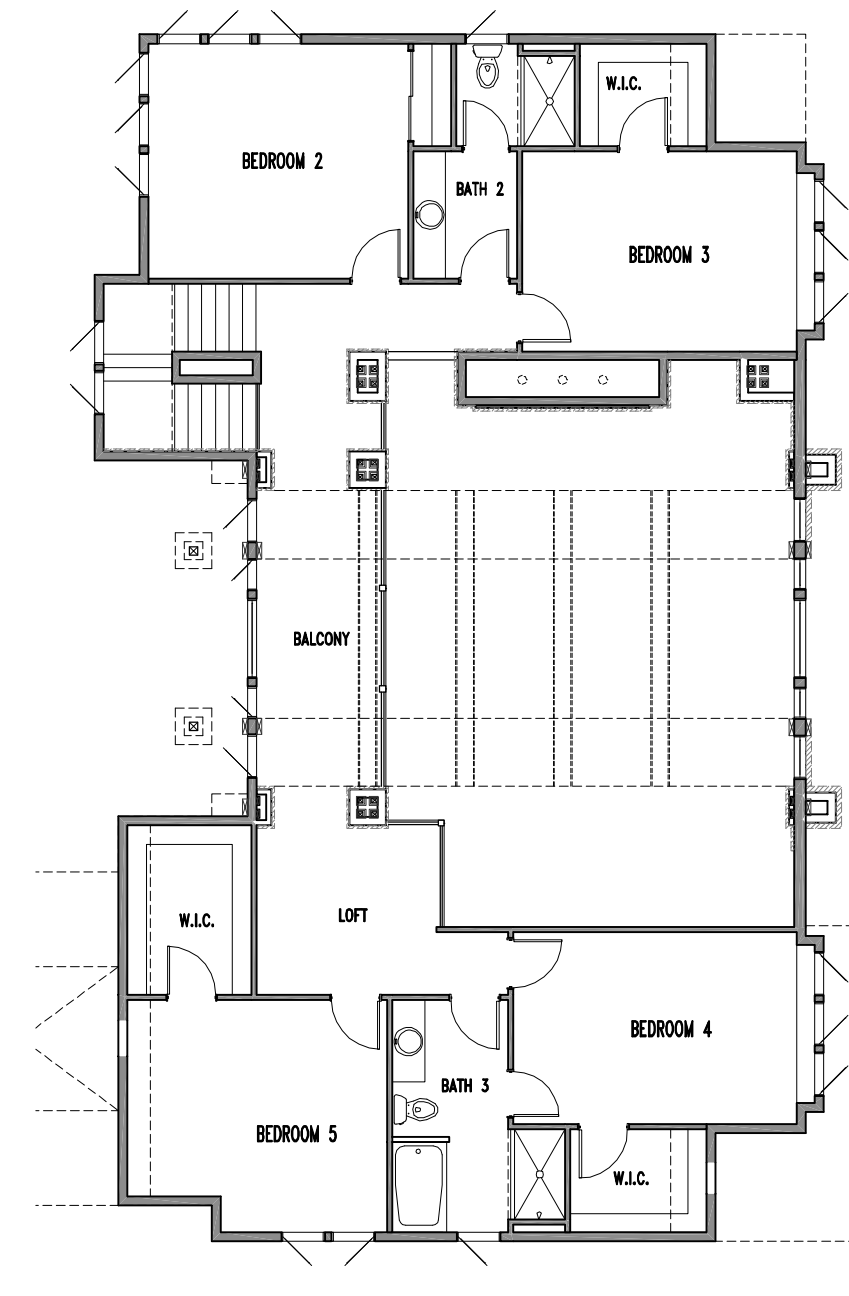 W.I.C.
BEDROOM 2
BATH 2
BEDROOM 3
BALCONY
LOFT
W.I.C.
BEDROOM 4
BATH 3
BEDROOM 5
W.I.C.